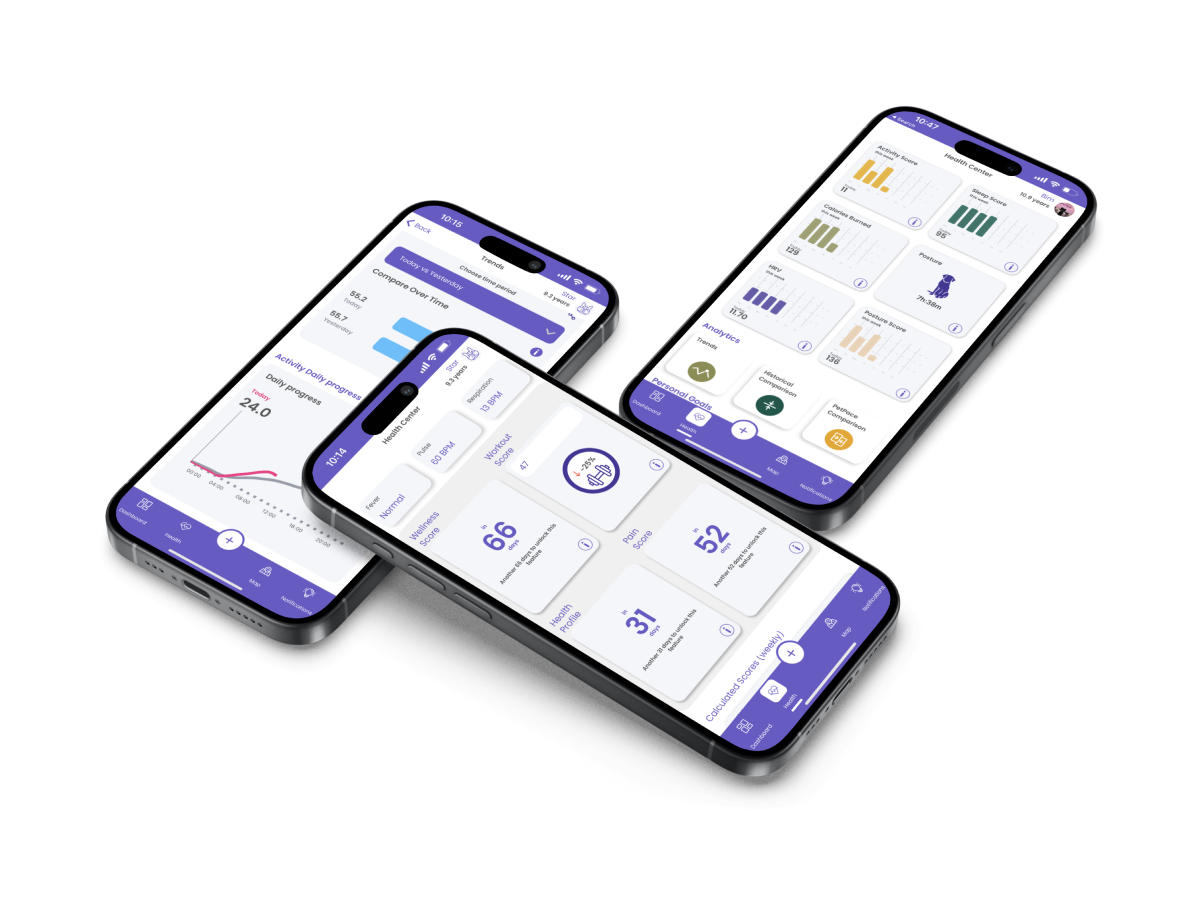 10:15
Back
Trends
Star
9.3 years
Choose time period
Today vs Yesterday
Compare Over Time
55.2
Today
55.7
Yesterday
Activity Daily progress
Daily progress
Today
24.0
00:00
04:00
08:00
12:00
16:00
20:00
Dashboard
Health
+
Map
Notifications
10:14
Health Center
Star
9.3 years
Fever
Normal
Pulse
60 BPM
Respiration
13 BPM
Wellness
Score
in
66
days
Another 66 days to unlock this
feature
Workout
Score
47
-25%
Health
Profile
in
31
days
Another 31 days to unlock this
feature
Pain
Score
in
52
days
Another 52 days to unlock this
feature
Calculated Scores (weekly)
Dashboard
Health
+
Map
Notifications
10:47
Search
Health Center
Bim
10.9 years
Activity Score
this week
11
Sleep Score
this week
95
Calories Burned
this week
129
Posture
7h:38m
HRV
this week
11.70
Posture Score
this week
136
Analytics
Trends
Historical
Comparison
PetPace
Comparison
Personal Goals
Dashboard
Health
+
Map
Notifications